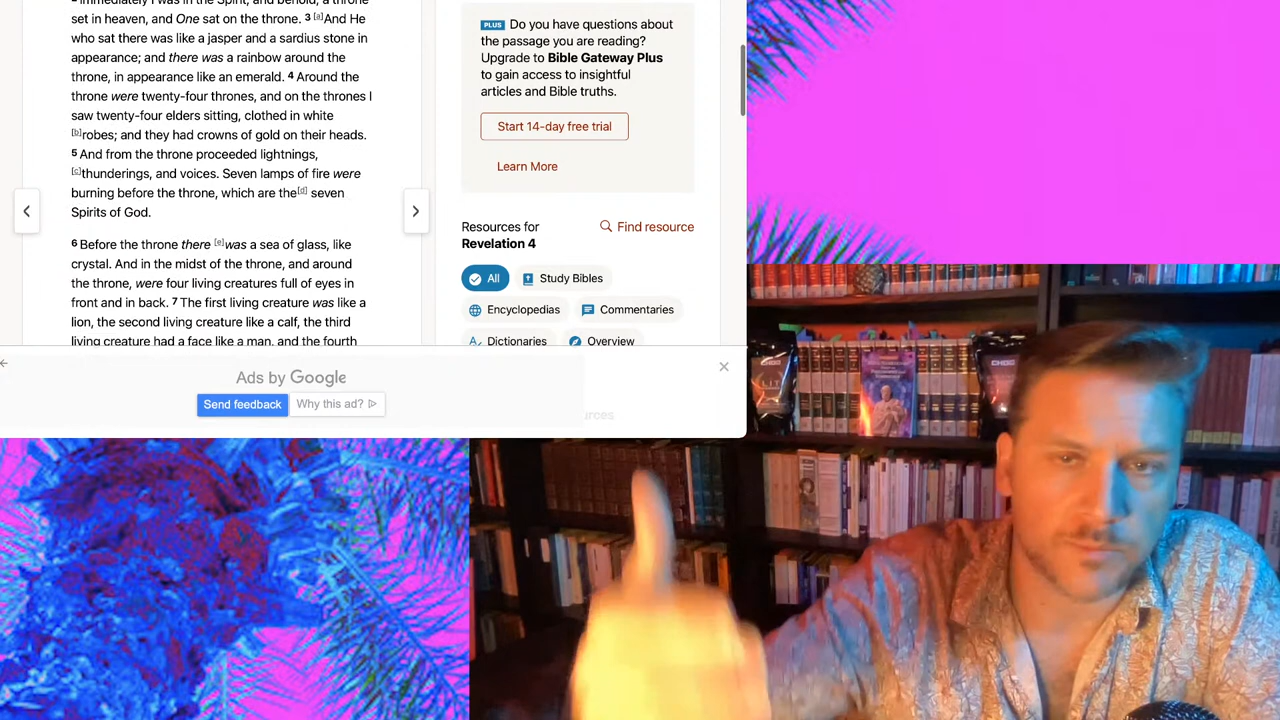 Immediately I was in the Spirit; and behold, a throne
set in heaven, and One sat on the throne. 3 [a]And He
who sat there was like a jasper and a sardius stone in
appearance; and there was a rainbow around the
throne, in appearance like an emerald. 4 Around the
throne were twenty-four thrones, and on the thrones I
saw twenty-four elders sitting, clothed in white
[b]robes; and they had crowns of gold on their heads.
5 And from the throne proceeded lightnings,
[c]thunderings, and voices. Seven lamps of fire were
burning before the throne, which are the[d] seven
Spirits of God.
6 Before the throne there [e]was a sea of glass, like
crystal. And in the midst of the throne, and around
the throne, were four living creatures full of eyes in
front and in back. 7 The first living creature was like a
lion, the second living creature like a calf, the third
living creature had a face like a man, and the fourth
PLUS Do you have questions about
the passage you are reading?
Upgrade to Bible Gateway Plus
to gain access to insightful
articles and Bible truths.
Start 14-day free trial
Learn More
Resources for
Revelation 4
Find resource
All
Study Bibles
Encyclopedias
Commentaries
Dictionaries
Overview
Ads by Google
Send feedback
Why this ad?